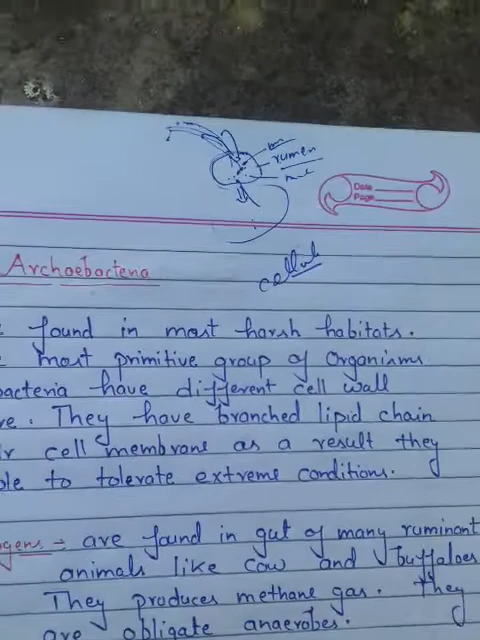 rumen
Date
Page
cellul
Archaebacteria
found in most harsh habitats.
most primitive group of Organisms
bacteria have different cell wall
re. They have branched lipid chain
ir cell membrane as a result they
ble to tolerate extreme conditions.
ogens :- are found in gut of many ruminant
animals like cow and buffaloes
They produces methane gas. They
are obligate anaerobes.